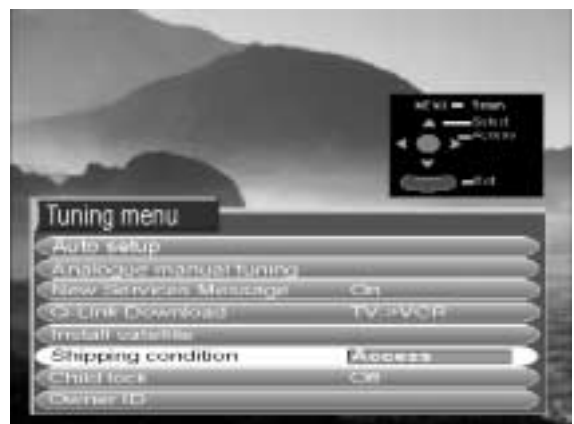 Select
Access
Exit
Tuning menu
Auto setup
Analogue manual tuning
New Services Message On
Q-Link Download TV->VCR
Install satellite
Shipping condition Access
Child lock Off
Owner ID